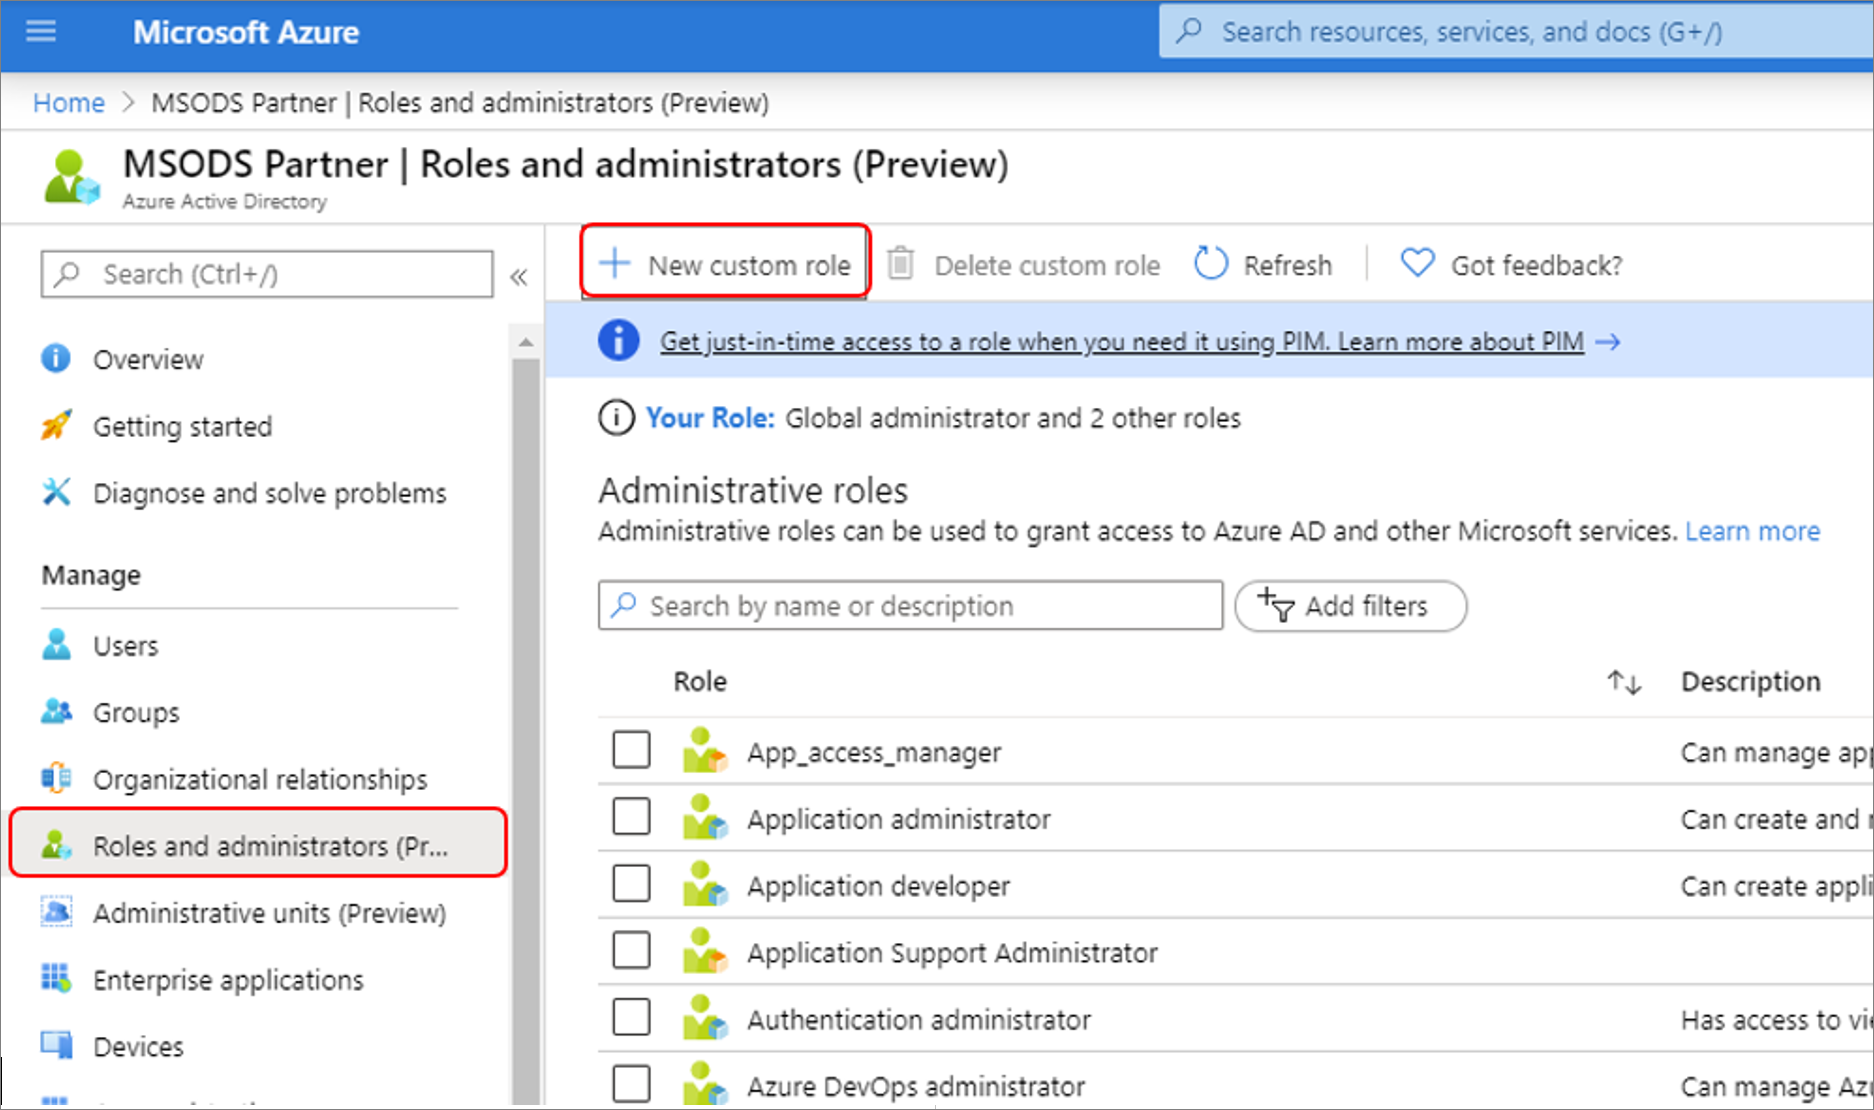 Microsoft Azure
Search resources, services, and docs (G+/)
Home > MSODS Partner | Roles and administrators (Preview)
MSODS Partner | Roles and administrators (Preview)
Azure Active Directory
Search (Ctrl+/)
«
Overview
Getting started
Diagnose and solve problems
Manage
Users
Groups
Organizational relationships
Roles and administrators (Pr...
Administrative units (Preview)
Enterprise applications
Devices
New custom role
Delete custom role
Refresh
Got feedback?
Get just-in-time access to a role when you need it using PIM. Learn more about PIM →
Your Role: Global administrator and 2 other roles
Administrative roles
Administrative roles can be used to grant access to Azure AD and other Microsoft services. Learn more
Search by name or description
Add filters
Role ↑↓ Description
App_access_manager Can manage app
Application administrator Can create and
Application developer Can create appli
Application Support Administrator
Authentication administrator Has access to vie
Azure DevOps administrator Can manage Az